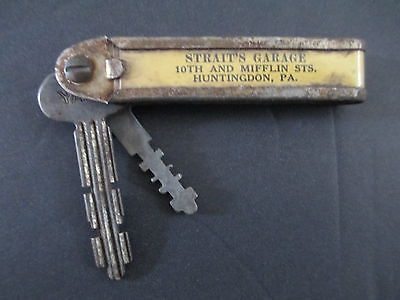 STRAIT'S GARAGE
10TH AND MIFFLIN STS.
HUNTINGDON, PA.